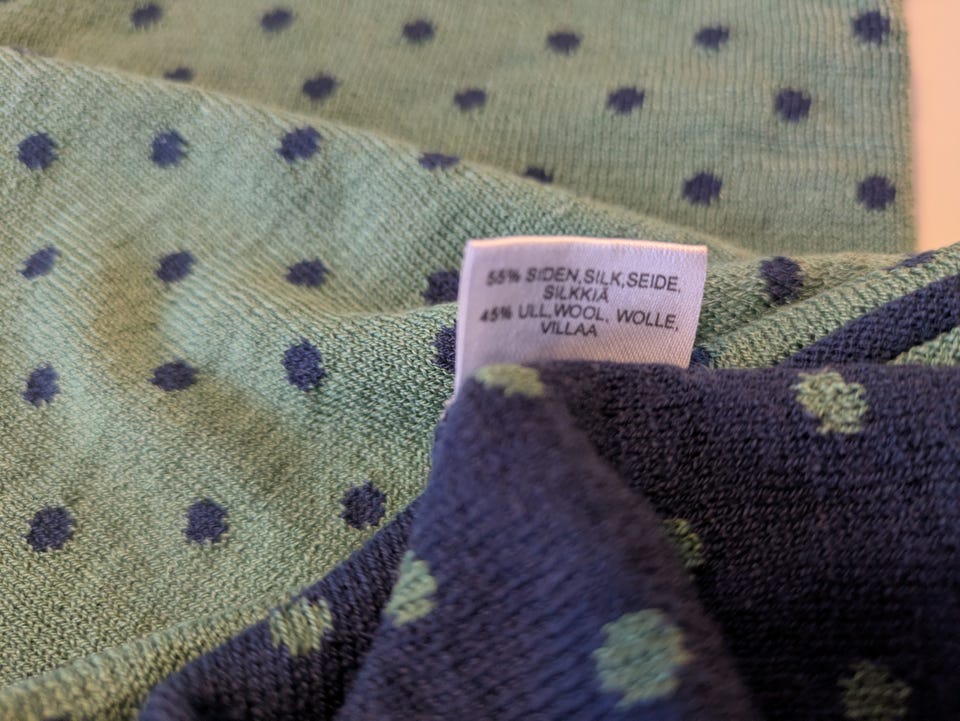 55% SIDEN,SILK,SEIDE,
SILKKIÄ
45% ULL,WOOL, WOLLE,
VILLAA